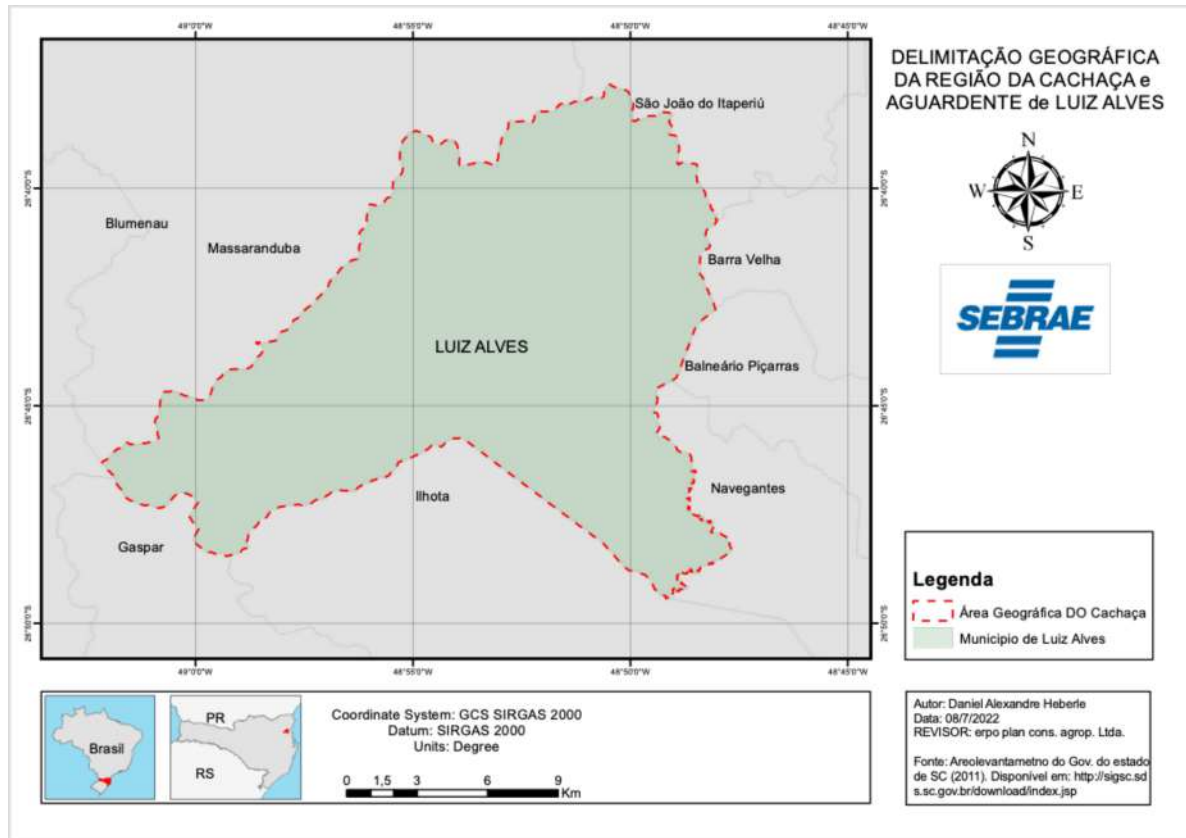 DELIMITAÇÃO GEOGRÁFICA
DA REGIÃO DA CACHAÇA e
AGUARDENTE de LUIZ ALVES
N
W
E
S
SEBRAE
49°0'0"W
48°55'0"W
48°50'0"W
48°45'0"W
26°40'0"S
26°40'0"S
26°45'0"S
26°45'0"S
26°50'0"S
26°50'0"S
São João do Itaperiú
Blumenau
Massaranduba
Barra Velha
LUIZ ALVES
Balneário Piçarras
Ilhota
Navegantes
Gaspar
49°0'0"W
48°55'0"W
48°50'0"W
48°45'0"W
Legenda
Área Geográfica DO Cachaça
Municipio de Luiz Alves
Brasil
PR
RS
Coordinate System: GCS SIRGAS 2000
Datum: SIRGAS 2000
Units: Degree
0 1,5 3 6 9
Km
Autor: Daniel Alexandre Heberle
Data: 08/7/2022
REVISOR: erpo plan cons. agrop. Ltda.
Fonte: Areolevantametno do Gov. do estado
de SC (2011). Disponível em: http://sigsc.sd
s.sc.gov.br/download/index.jsp